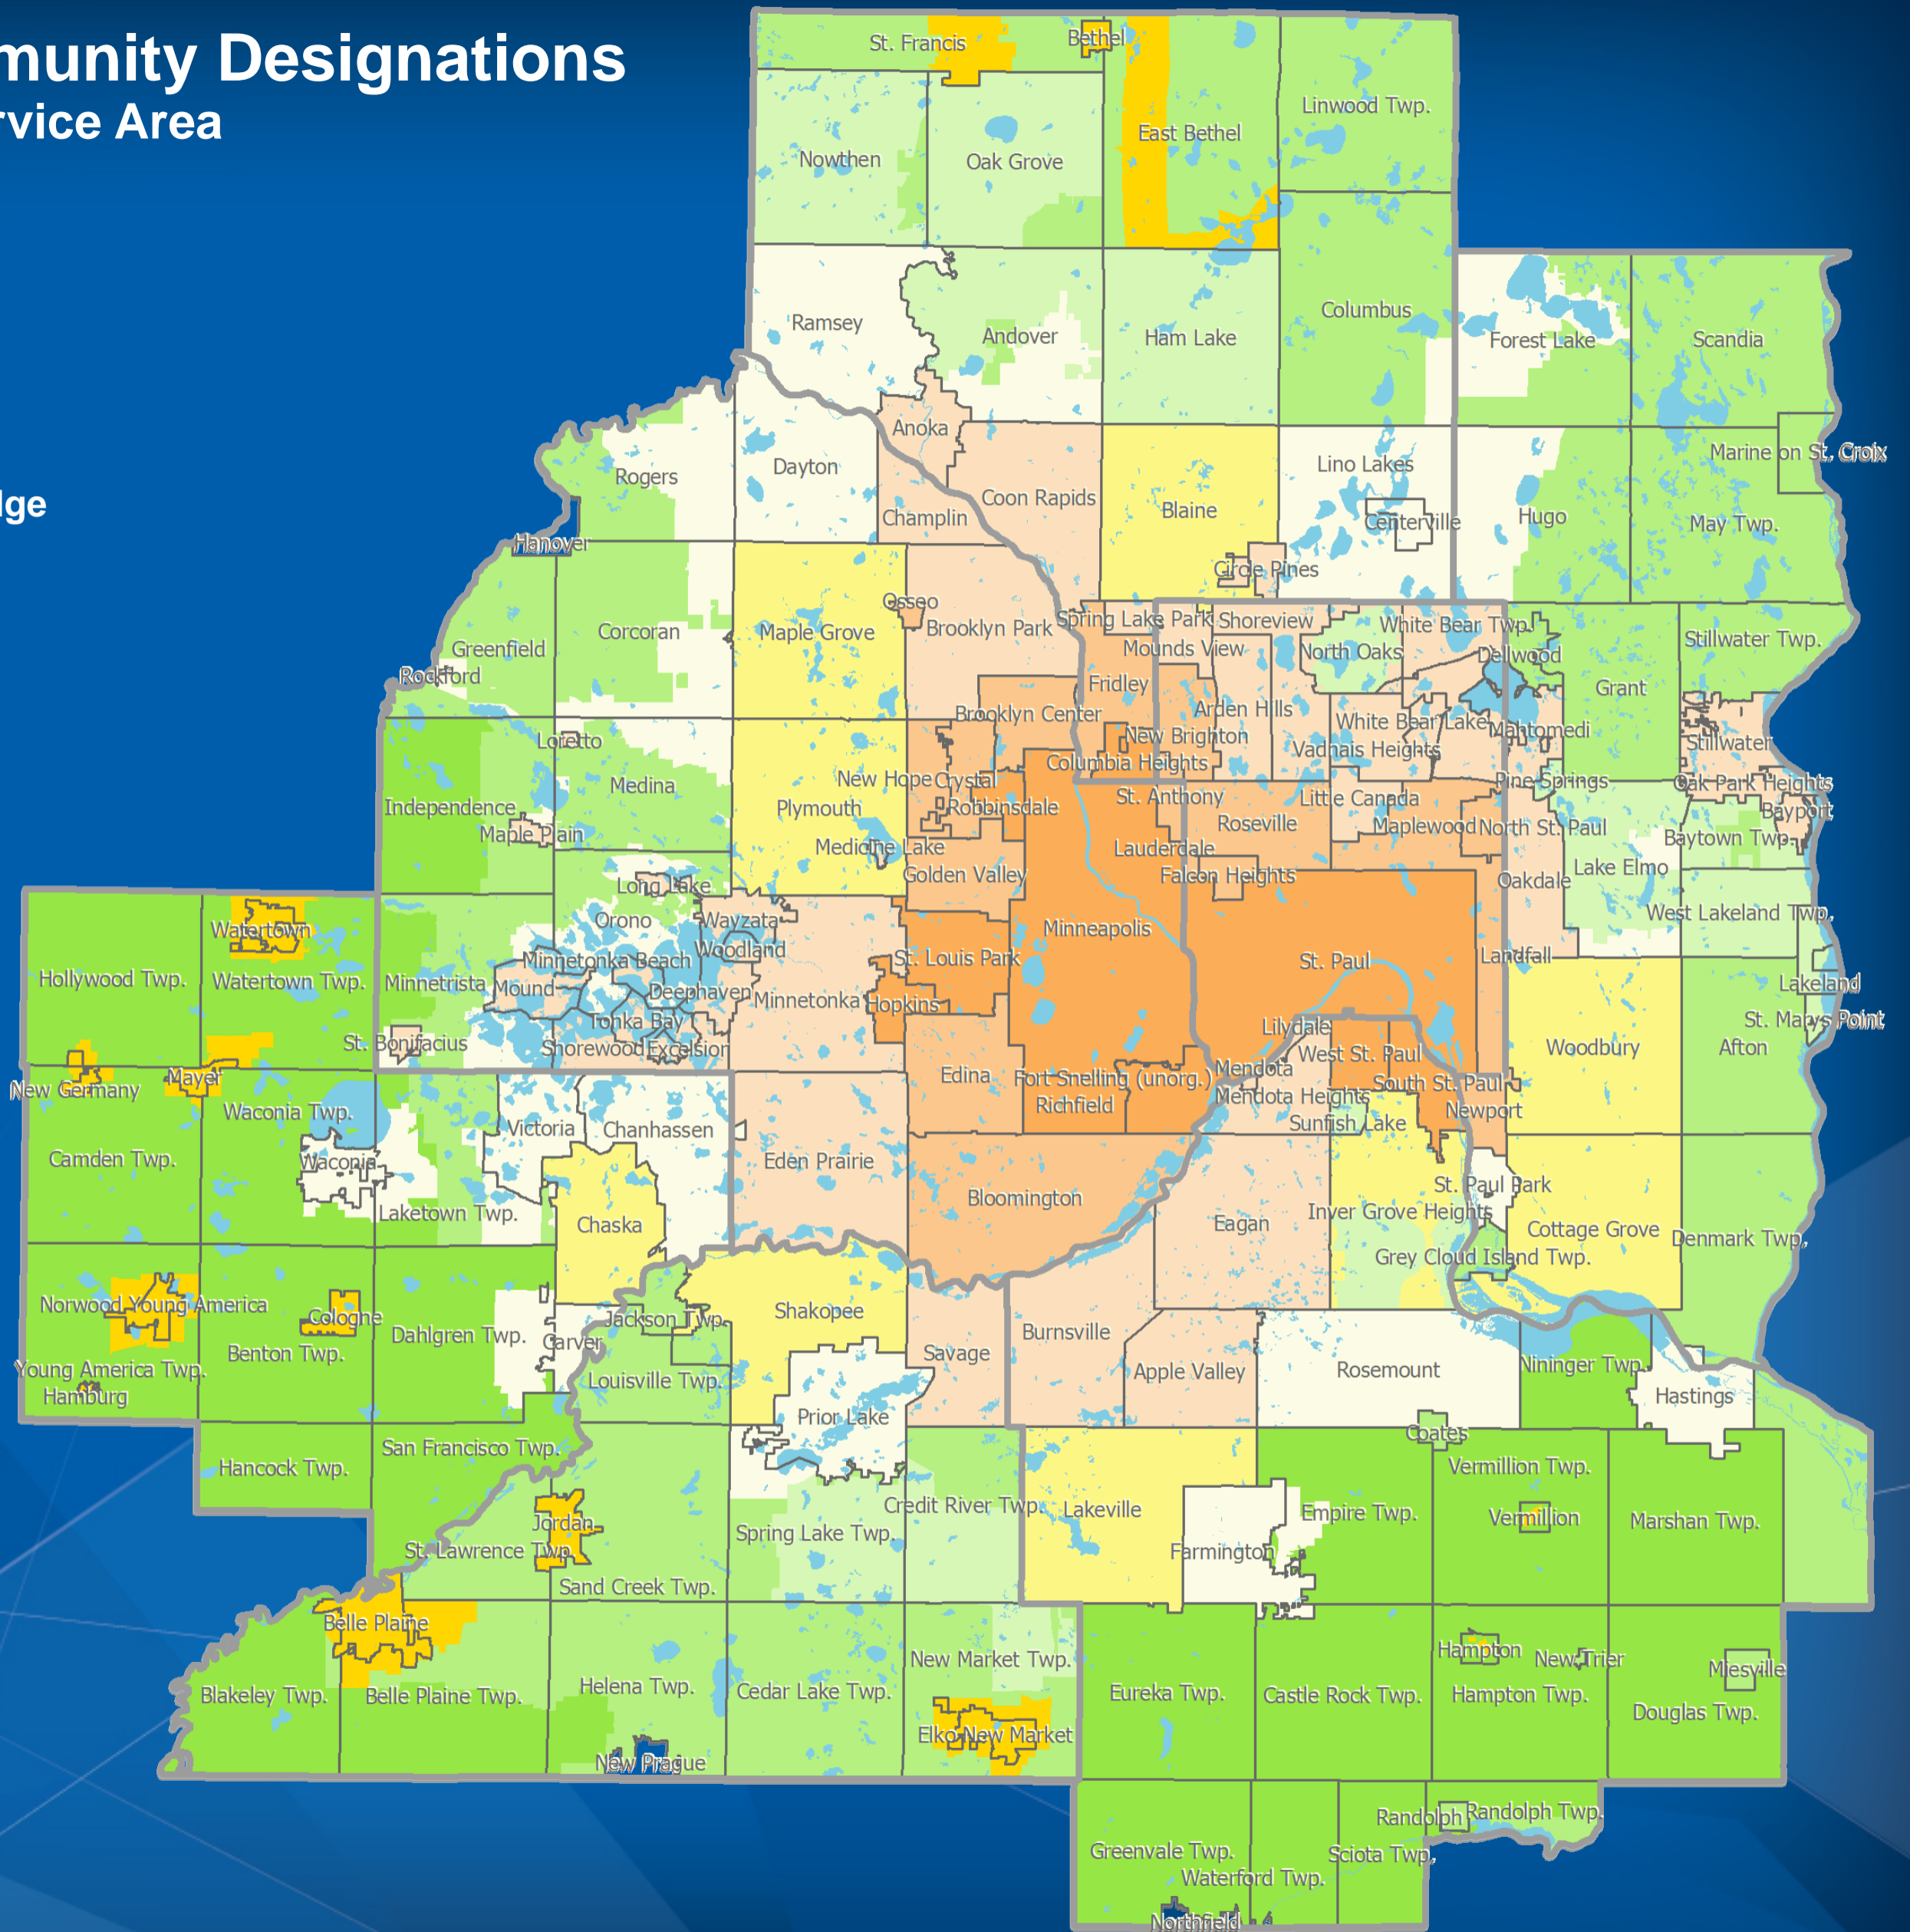 munity Designations
rvice Area
dge
St. Francis
Bethel
Linwood Twp.
East Bethel
Nowthen
Oak Grove
Ramsey
Andover
Ham Lake
Columbus
Forest Lake
Scandia
Anoka
Rogers
Dayton
Coon Rapids
Champlin
Blaine
Lino Lakes
Centerville
Hugo
Marine on St. Croix
May Twp.
Hanover
Circle Pines
Osseo
Corcoran
Maple Grove
Brooklyn Park
Spring Lake Park
Shoreview
White Bear Twp.
Mounds View
North Oaks
Dellwood
Stillwater Twp.
Greenfield
Rockford
Fridley
Grant
Brooklyn Center
Arden Hills
White Bear Lake
Mahtomedi
Loretto
New Brighton
Vadnais Heights
Stillwater
Columbia Heights
Medina
New Hope
Crystal
Pine Springs
Oak Park Heights
Independence
Plymouth
Robbinsdale
St. Anthony
Little Canada
Bayport
Maple Plain
Roseville
Maplewood
North St. Paul
Baytown Twp.
Medicine Lake
Lauderdale
Golden Valley
Falcon Heights
Oakdale
Lake Elmo
Long Lake
Orono
Wayzata
West Lakeland Twp.
Watertown
Minneapolis
Woodland
St. Louis Park
Landfall
Minnetonka Beach
St. Paul
Hollywood Twp.
Watertown Twp.
Minnetrista
Mound
Deephaven
Minnetonka
Hopkins
Lakeland
Tonka Bay
Lilydale
St. Marys Point
St. Bonifacius
Shorewood
Excelsior
West St. Paul
Woodbury
Afton
New Germany
Mayer
Edina
Fort Snelling (unorg.)
Mendota
South St. Paul
Waconia Twp.
Richfield
Mendota Heights
Newport
Victoria
Chanhassen
Sunfish Lake
Camden Twp.
Waconia
Eden Prairie
St. Paul Park
Bloomington
Laketown Twp.
Chaska
Eagan
Inver Grove Heights
Cottage Grove
Denmark Twp.
Grey Cloud Island Twp.
Norwood Young America
Cologne
Jackson Twp.
Shakopee
Dahlgren Twp.
Carver
Burnsville
Benton Twp.
Savage
Young America Twp.
Louisville Twp.
Apple Valley
Rosemount
Nininger Twp.
Hamburg
Hastings
Prior Lake
Coates
San Francisco Twp.
Hancock Twp.
Vermillion Twp.
Credit River Twp.
Lakeville
Empire Twp.
Vermillion
Marshan Twp.
Jordan
Spring Lake Twp.
St. Lawrence Twp.
Farmington
Sand Creek Twp.
Belle Plaine
New Market Twp.
Hampton
New Trier
Miesville
Blakeley Twp.
Belle Plaine Twp.
Helena Twp.
Cedar Lake Twp.
Eureka Twp.
Castle Rock Twp.
Hampton Twp.
Douglas Twp.
Elko New Market
New Prague
Randolph
Randolph Twp.
Greenvale Twp.
Sciota Twp.
Waterford Twp.
Northfield